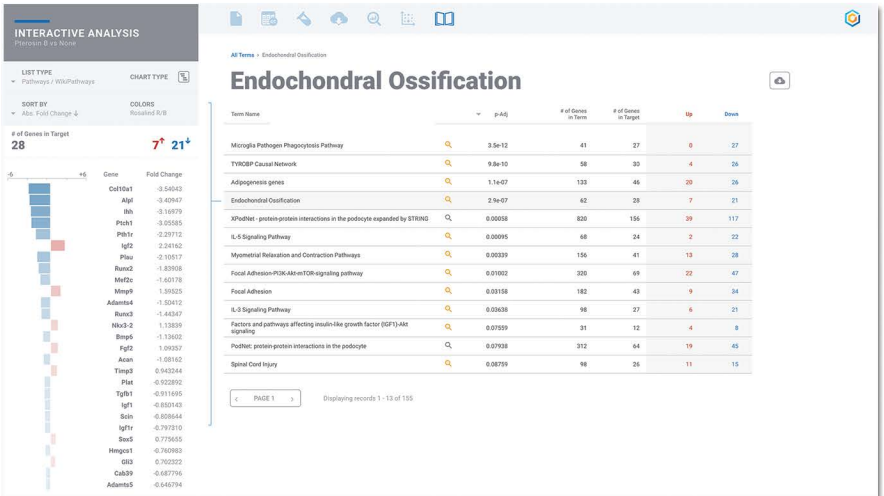 INTERACTIVE ANALYSIS
Pterosin B vs None
LIST TYPE
Pathways / WikiPathways
CHART TYPE
SORT BY
Abs. Fold Change ↓
COLORS
Rosalind R/B
# of Genes in Target
28
7↑ 21↓
-6 +6 Gene Fold Change
Col10a1 -3.54043
Alpl -3.40947
Ihh -3.16979
Ptch1 -3.05585
Pth1r -2.29712
Igf2 2.24162
Plau -2.10517
Runx2 -1.83908
Mef2c -1.60178
Mmp9 1.59525
Adamts4 -1.50412
Runx3 -1.44347
Nkx3-2 1.13839
Bmp6 -1.13602
Fgf2 1.09357
Acan -1.08162
Timp3 0.943244
Plat -0.922892
Tgfb1 -0.911695
Igf1 -0.850143
Scin -0.808644
Igf1r -0.797310
Sox5 0.775655
Hmgcs1 -0.760983
Gli3 0.702322
Cab39 -0.687796
Adamts5 -0.646794
All Terms » Endochondral Ossification
Endochondral Ossification
Term Name p-Adj # of Genes in Term # of Genes in Target Up Down
Microglia Pathogen Phagocytosis Pathway 3.5e-12 41 27 0 27
TYROBP Causal Network 9.8e-10 58 30 4 26
Adipogenesis genes 1.1e-07 133 46 20 26
Endochondral Ossification 2.9e-07 62 28 7 21
XPodNet - protein-protein interactions in the podocyte expanded by STRING 0.00058 820 156 39 117
IL-5 Signaling Pathway 0.00095 68 24 2 22
Myometrial Relaxation and Contraction Pathways 0.00339 156 41 13 28
Focal Adhesion-PI3K-Akt-mTOR-signaling pathway 0.01002 320 69 22 47
Focal Adhesion 0.03158 182 43 9 34
IL-3 Signaling Pathway 0.03638 98 27 6 21
Factors and pathways affecting insulin-like growth factor (IGF1)-Akt
signaling 0.07559 31 12 4 8
PodNet: protein-protein interactions in the podocyte 0.07938 312 64 19 45
Spinal Cord Injury 0.08759 98 26 11 15
‹ PAGE 1 › Displaying records 1 - 13 of 155